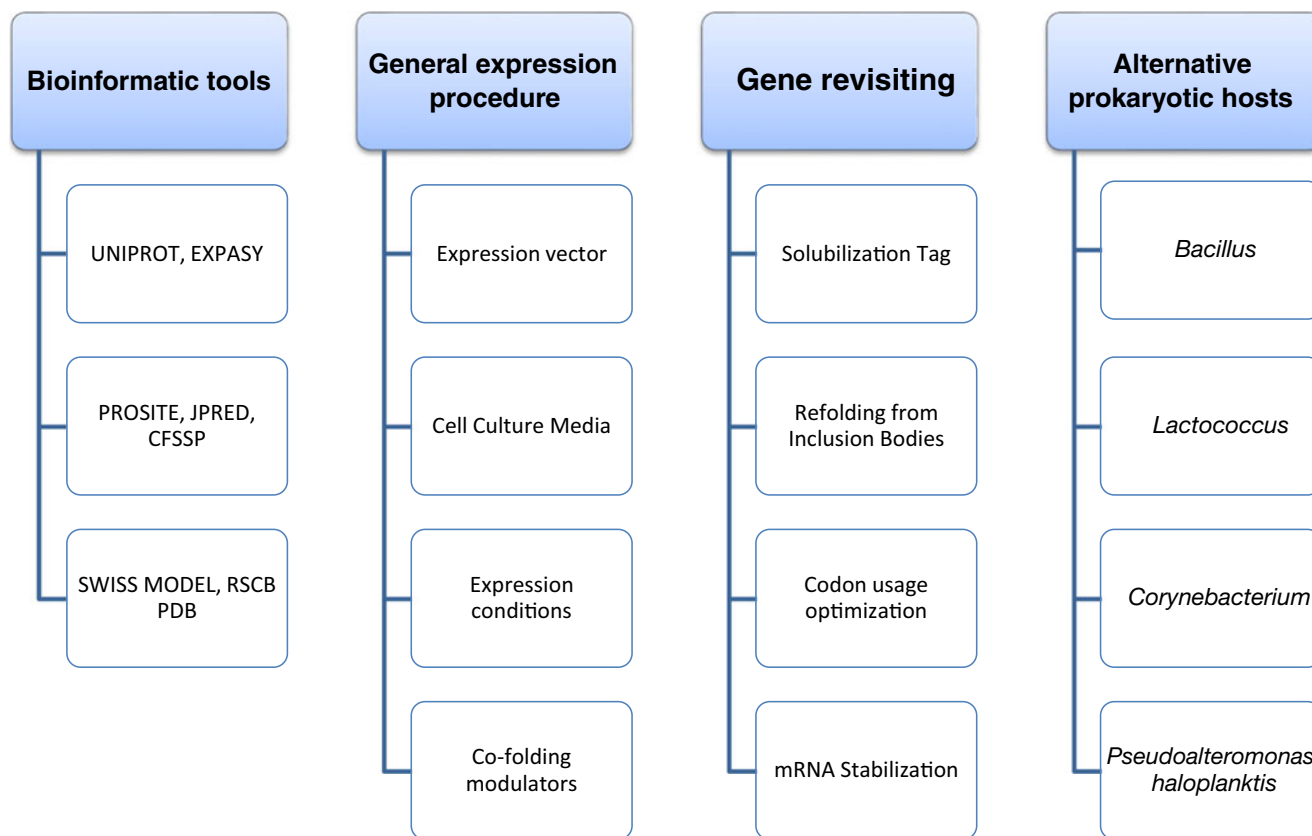 Bioinformatic tools
UNIPROT, EXPASY
PROSITE, JPRED,
CFSSP
SWISS MODEL, RSCB
PDB
General expression
procedure
Expression vector
Cell Culture Media
Expression
conditions
Co-folding
modulators
Gene revisiting
Solubilization Tag
Refolding from
Inclusion Bodies
Codon usage
optimization
mRNA Stabilization
Alternative
prokaryotic hosts
Bacillus
Lactococcus
Corynebacterium
Pseudoalteromonas
haloplanktis